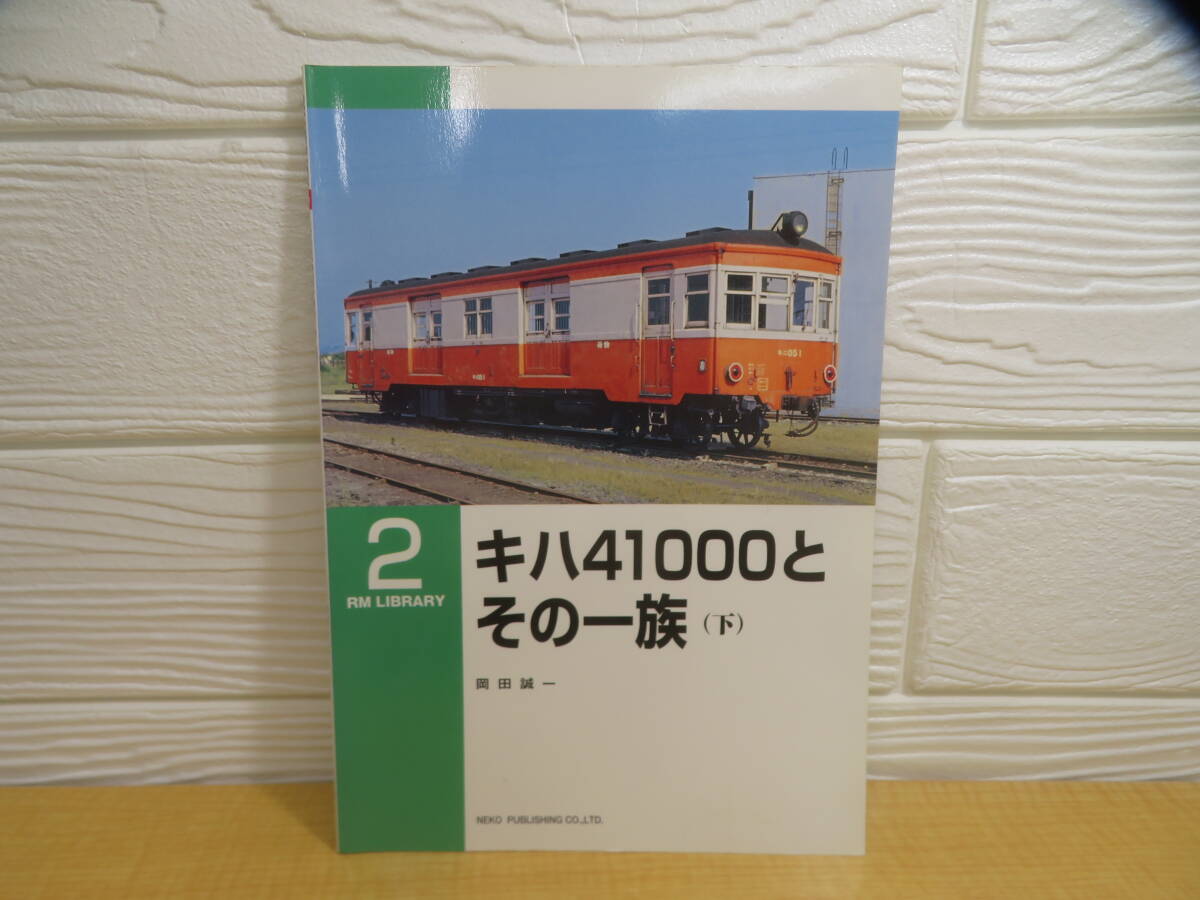 2
RM LIBRARY
キハ41000と
その一族（下）
岡田誠一
NEKO PUBLISHING CO.,LTD.